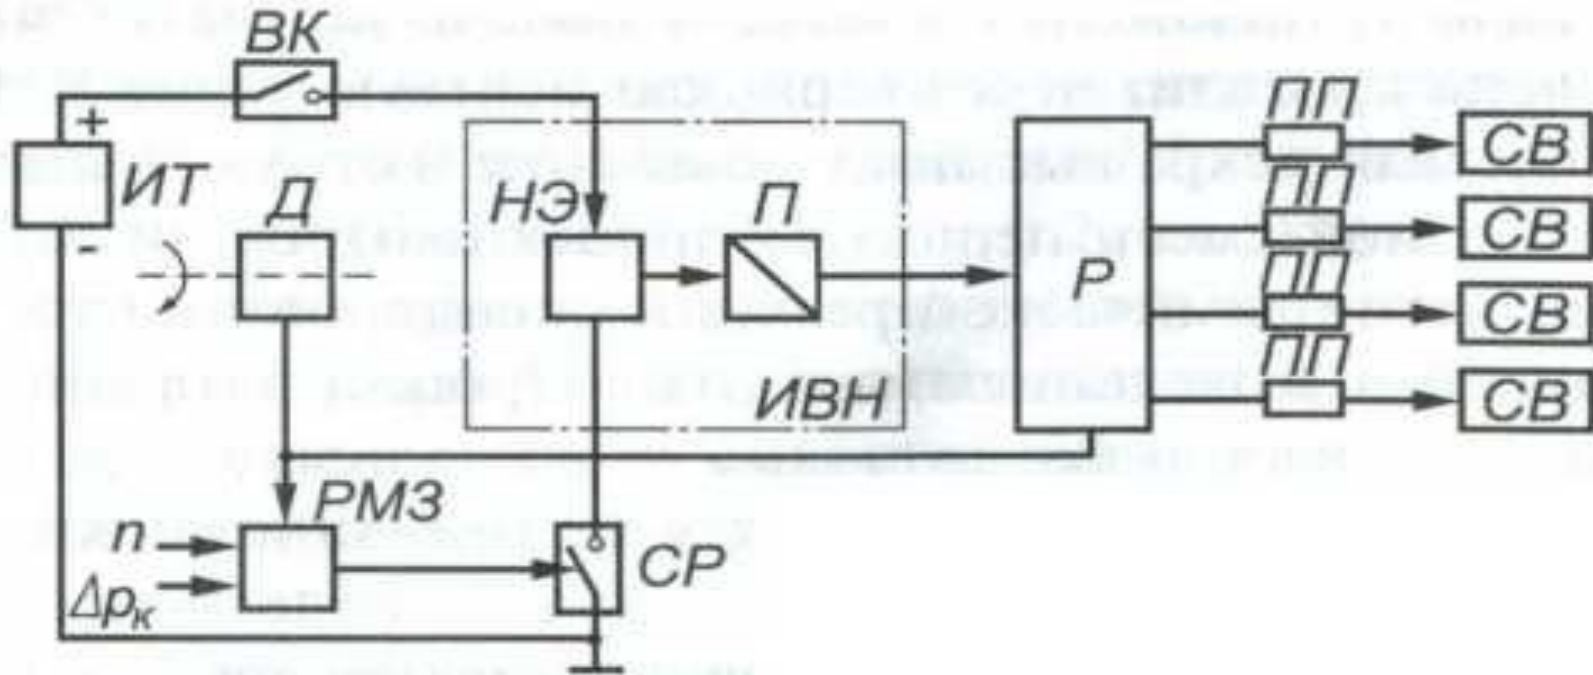 ВК
+
ИТ
-
Д
НЭ
П
ИВН
Р
ПП
СВ
ПП
СВ
ПП
СВ
ПП
СВ
РМЗ
n
Δpк
СР